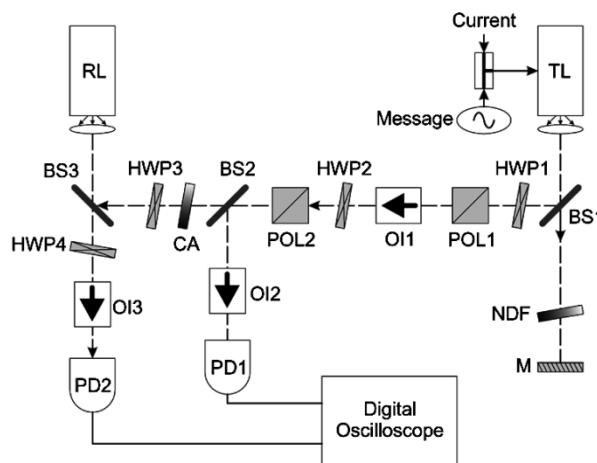 Current
RL
TL
Message
BS3
HWP3
BS2
HWP2
HWP1
BS1
HWP4
CA
POL2
OI1
POL1
OI3
OI2
NDF
PD2
PD1
M
Digital
Oscilloscope